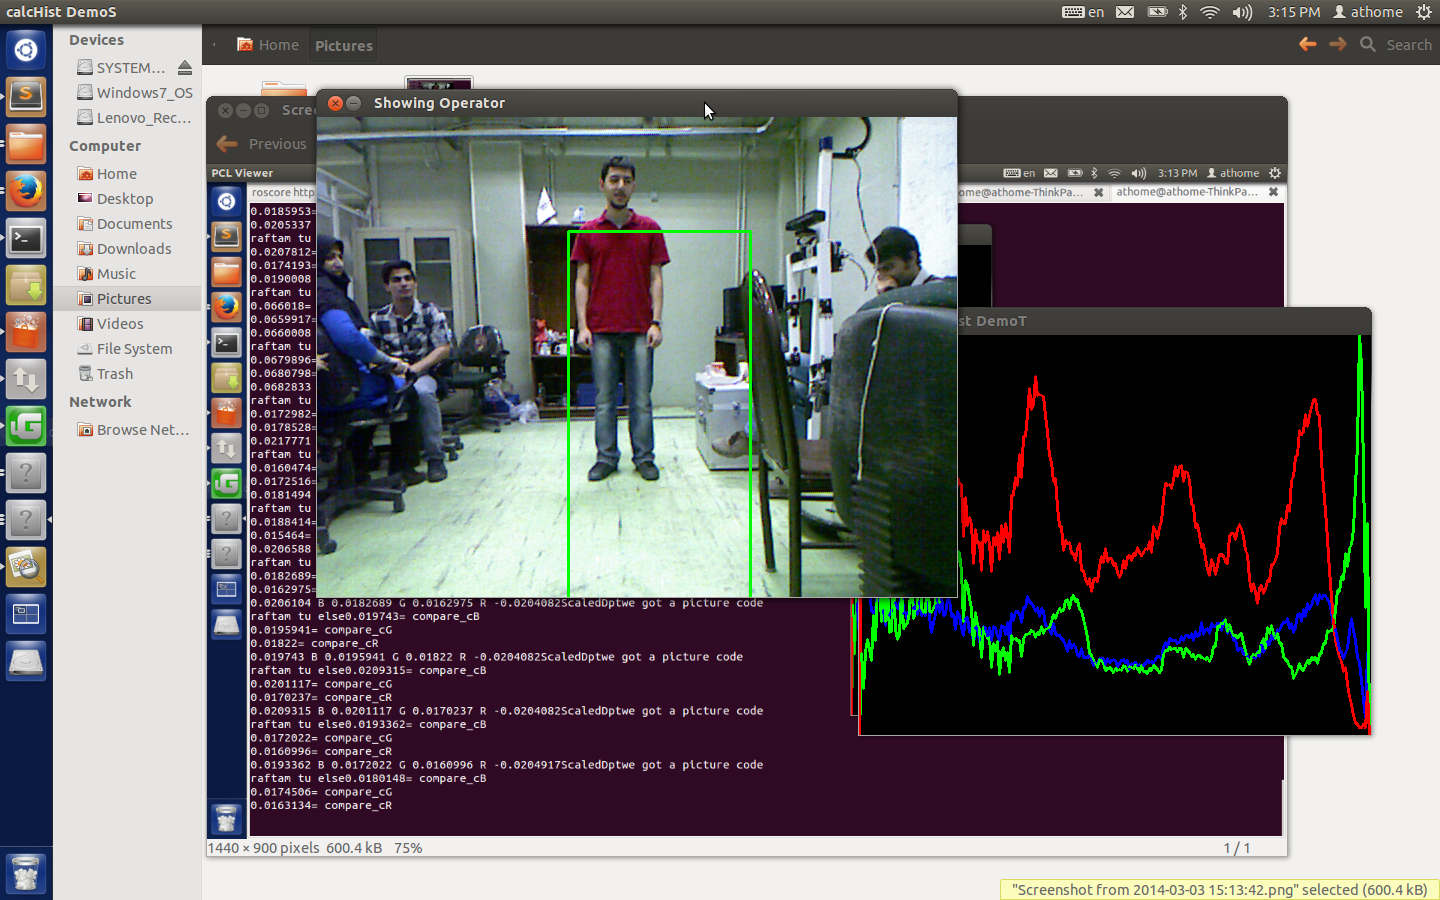 calcHist DemoS
en
3:15 PM
athome
Devices
SYSTEM...
Windows7_OS
Lenovo_Rec...
Computer
Home
Desktop
Documents
Downloads
Music
Pictures
Videos
File System
Trash
Network
Browse Net...
Home
Pictures
Search
Scree
Previous
Showing Operator
PCL Viewer
en
3:13 PM
athome
roscore http
ome@athome-ThinkPa...
athome@athome-ThinkPa...
st DemoT
0.0185953=
0.0205337
raftam tu
0.0207812=
0.0174193=
0.0190008
raftam tu
0.066018=
0.0659917=
0.0660008
raftam tu
0.0679896=
0.0680798=
0.0682833
raftam tu
0.0172982=
0.0178528=
0.0217771
raftam tu
0.0160474=
0.0172516=
0.0181494
raftam tu
0.0188414=
0.015464=
0.0206588
raftam tu
0.0182689=
0.0162975=
0.0206104 B 0.0182689 G 0.0162975 R -0.0204082ScaledDptwe got a picture code
raftam tu else0.019743= compare_cB
0.0195941= compare_cG
0.01822= compare_cR
0.019743 B 0.0195941 G 0.01822 R -0.0204082ScaledDptwe got a picture code
raftam tu else0.0209315= compare_cB
0.0201117= compare_cG
0.0170237= compare_cR
0.0209315 B 0.0201117 G 0.0170237 R -0.0204082ScaledDptwe got a picture code
raftam tu else0.0193362= compare_cB
0.0172022= compare_cG
0.0160996= compare_cR
0.0193362 B 0.0172022 G 0.0160996 R -0.0204917ScaledDptwe got a picture code
raftam tu else0.0180148= compare_cB
0.0174506= compare_cG
0.0163134= compare_cR
1440 × 900 pixels 600.4 kB 75%
1 / 1
"Screenshot from 2014-03-03 15:13:42.png" selected (600.4 kB)